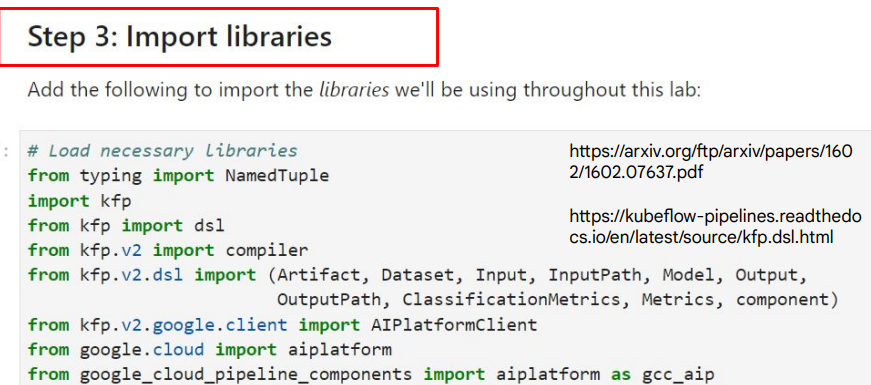 Step 3: Import libraries
Add the following to import the libraries we'll be using throughout this lab:
:
# Load necessary libraries
from typing import NamedTuple
import kfp
from kfp import dsl
from kfp.v2 import compiler
from kfp.v2.dsl import (Artifact, Dataset, Input, InputPath, Model, Output,
OutputPath, ClassificationMetrics, Metrics, component)
from kfp.v2.google.client import AIPlatformClient
from google.cloud import aiplatform
from google_cloud_pipeline_components import aiplatform as gcc_aip
https://arxiv.org/ftp/arxiv/papers/160
2/1602.07637.pdf
https://kubeflow-pipelines.readthedo
cs.io/en/latest/source/kfp.dsl.html